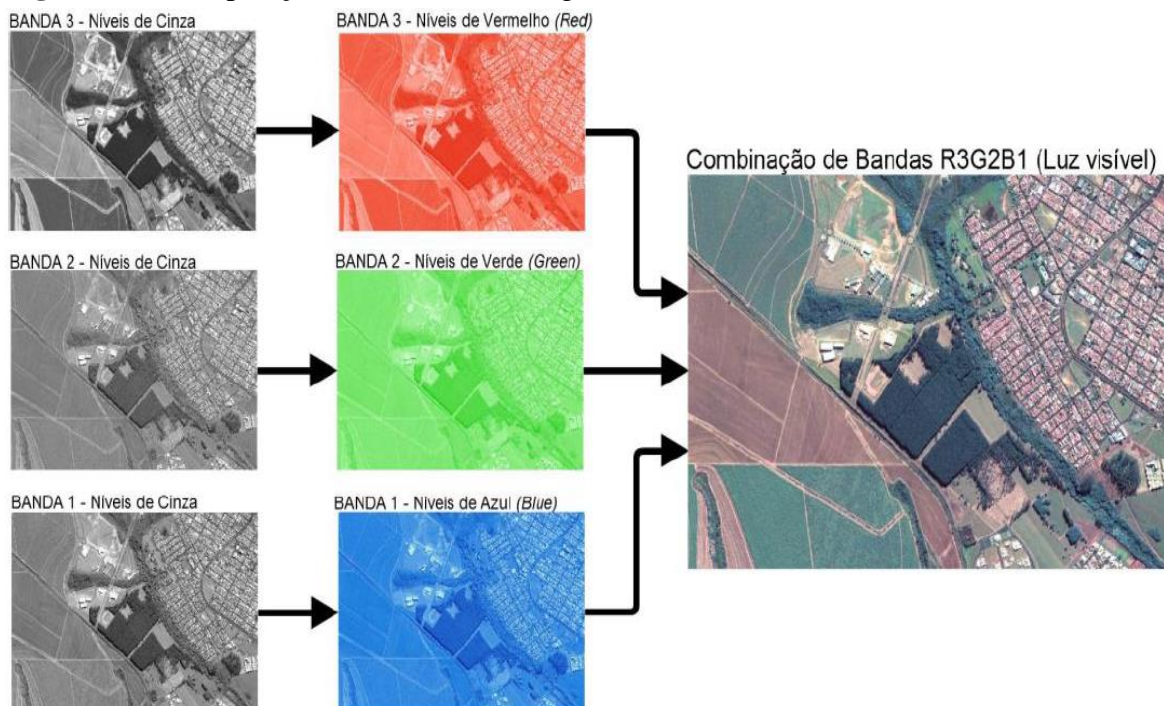 BANDA 3 - Níveis de Cinza
BANDA 3 - Níveis de Vermelho (Red)
Combinação de Bandas R3G2B1 (Luz visível)
BANDA 2 - Níveis de Cinza
BANDA 2 - Níveis de Verde (Green)
BANDA 1 - Níveis de Cinza
BANDA 1 - Níveis de Azul (Blue)